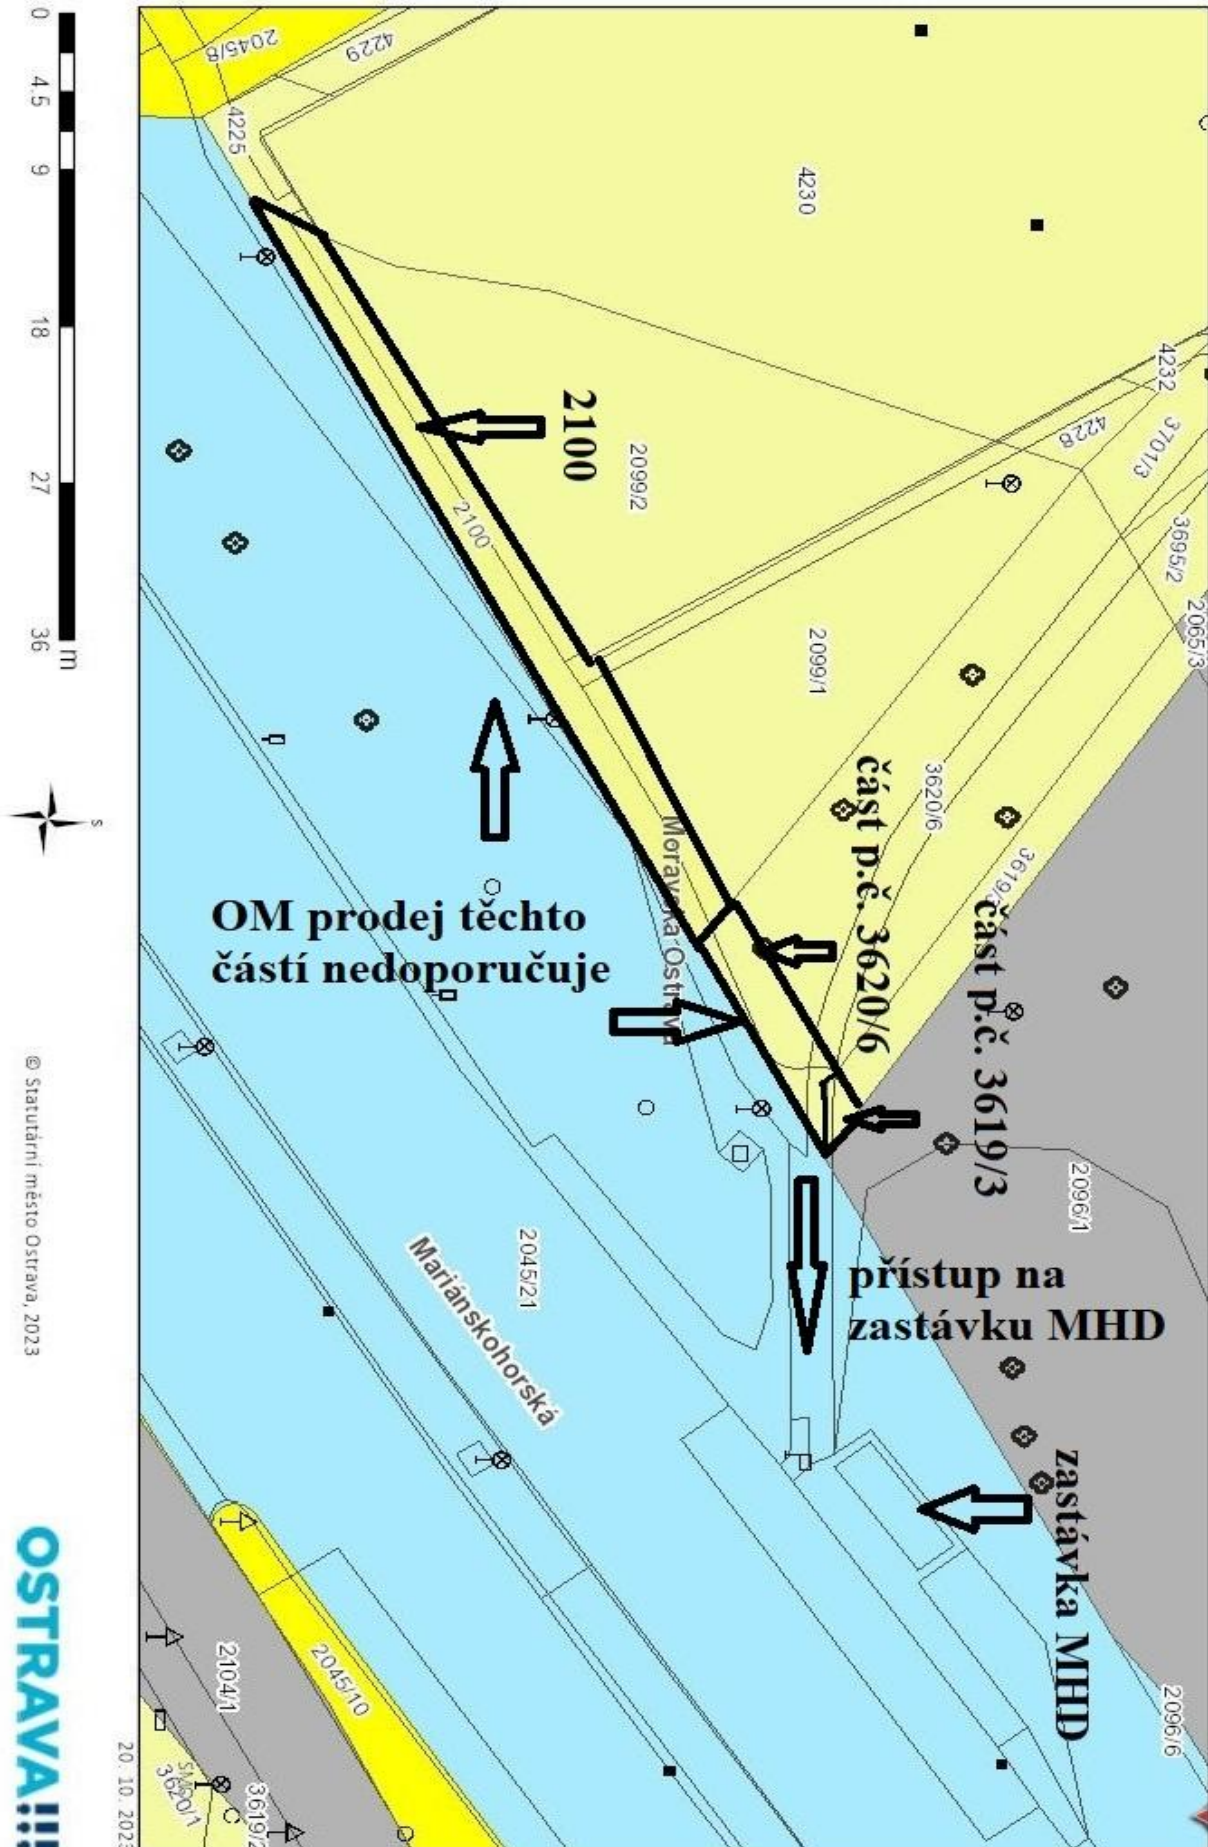 2045/8
4229
4225
4230
4232
3701/3
4228
3695/2
2065/3
2100
2099/2
2100
2099/1
3620/6
část p.č. 3620/6
část p.č. 3619/3
Moravská Ostrava
OM prodej těchto
částí nedoporučuje
2096/1
přístup na
zastávku MHD
2045/21
Mariánskohorská
zastávka MHD
2096/6
2045/10
2104/1
3620/1
0 4.5 9 18 27 36 m
s
© Statutární město Ostrava, 2023
20. 10. 2023
OSTRAVA!!!